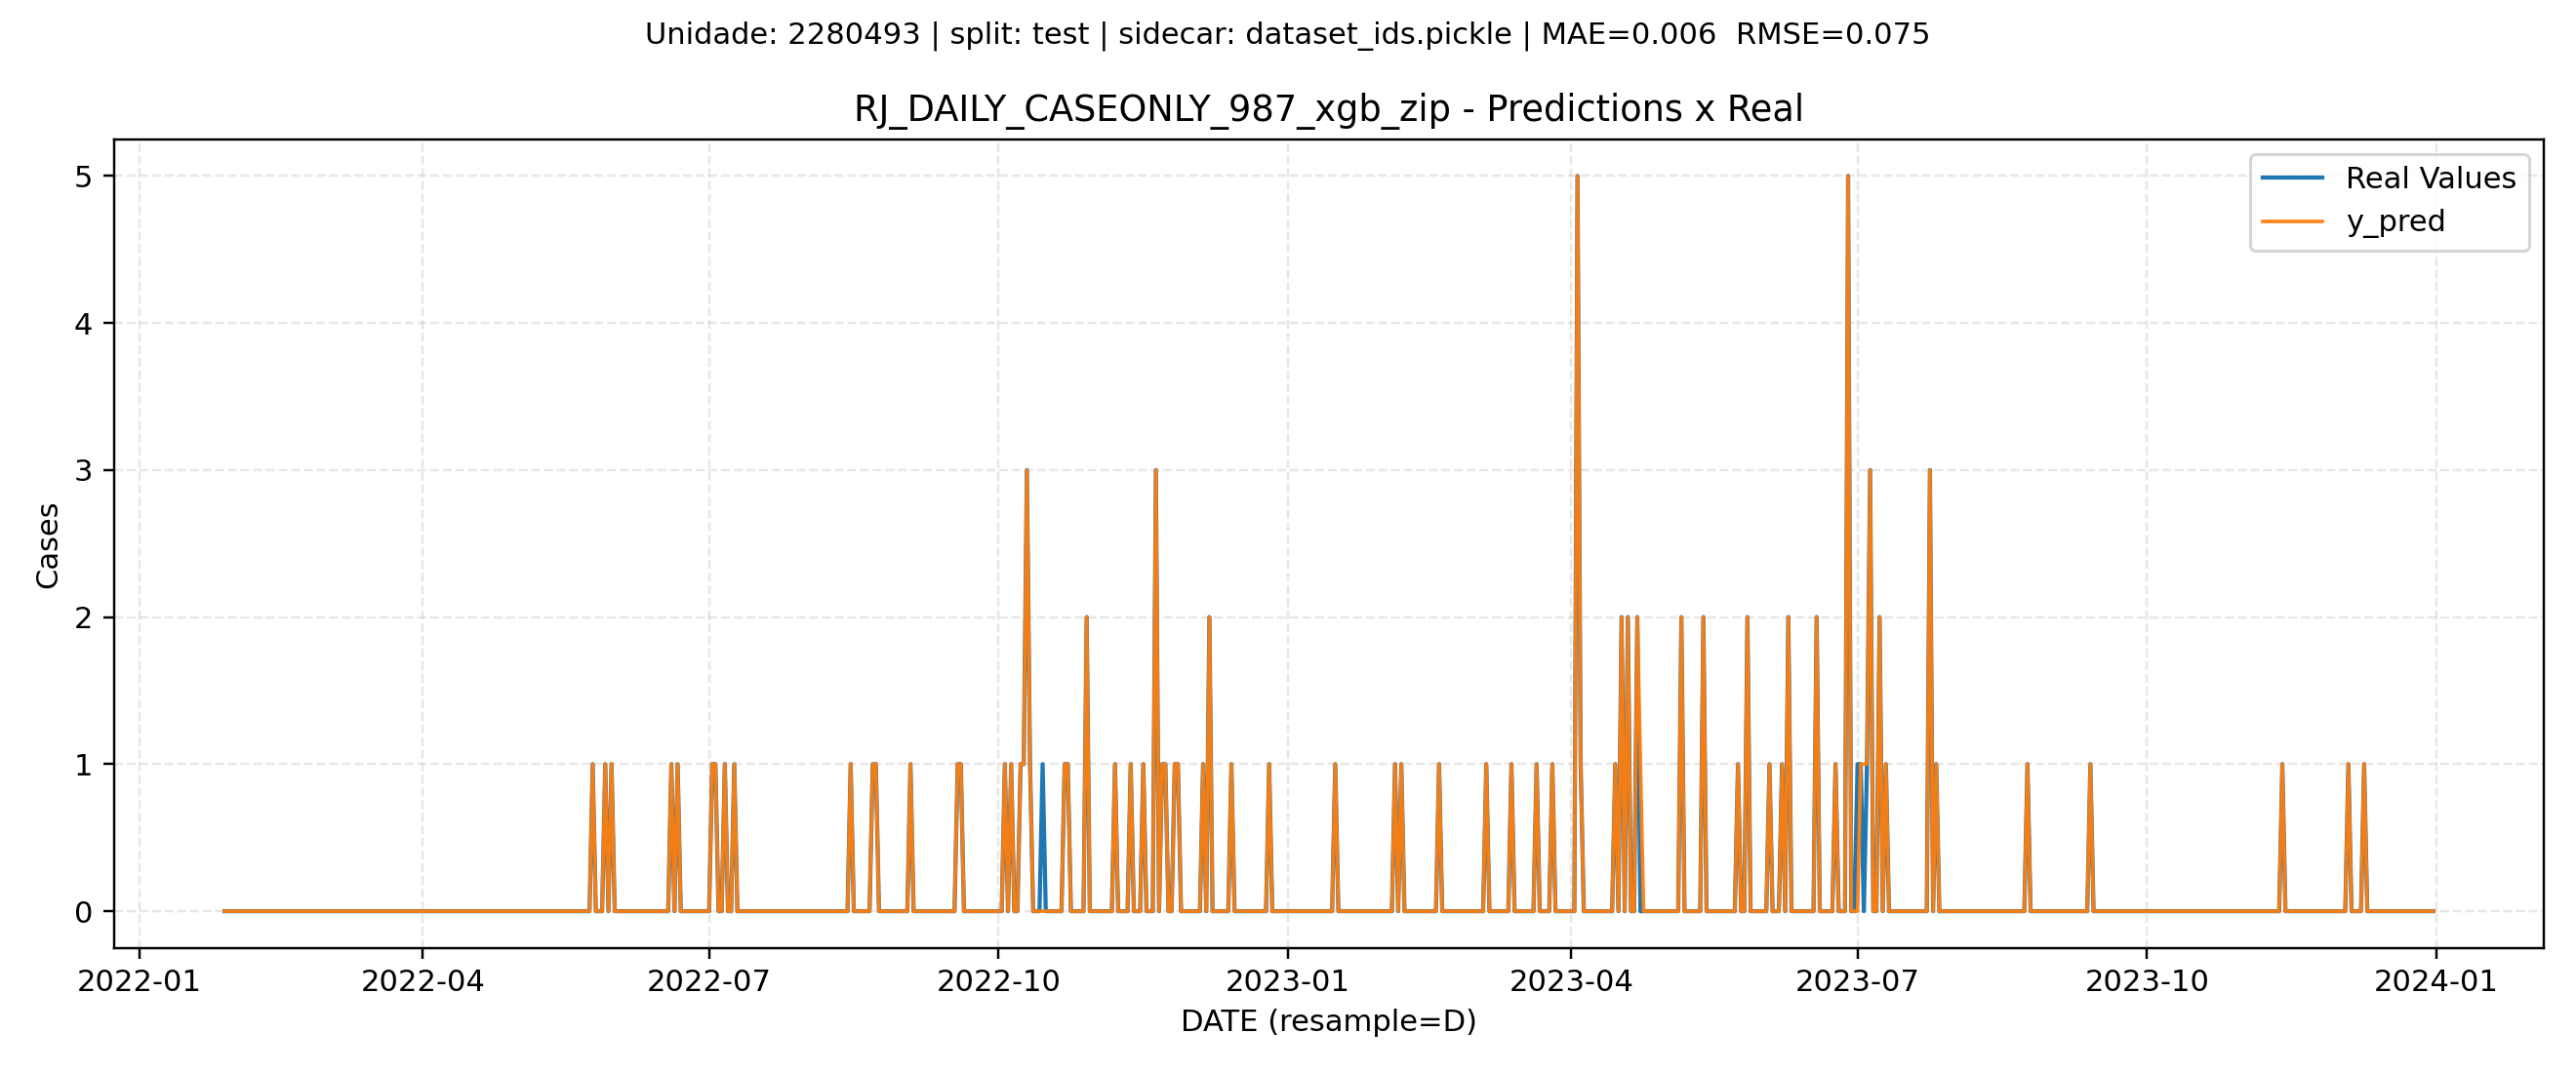 Unidade: 2280493 | split: test | sidecar: dataset_ids.pickle | MAE=0.006  RMSE=0.075
RJ_DAILY_CASEONLY_987_xgb_zip - Predictions x Real
Real Values
y_pred
Cases
5
4
3
2
1
0
2022-01
2022-04
2022-07
2022-10
2023-01
2023-04
2023-07
2023-10
2024-01
DATE (resample=D)